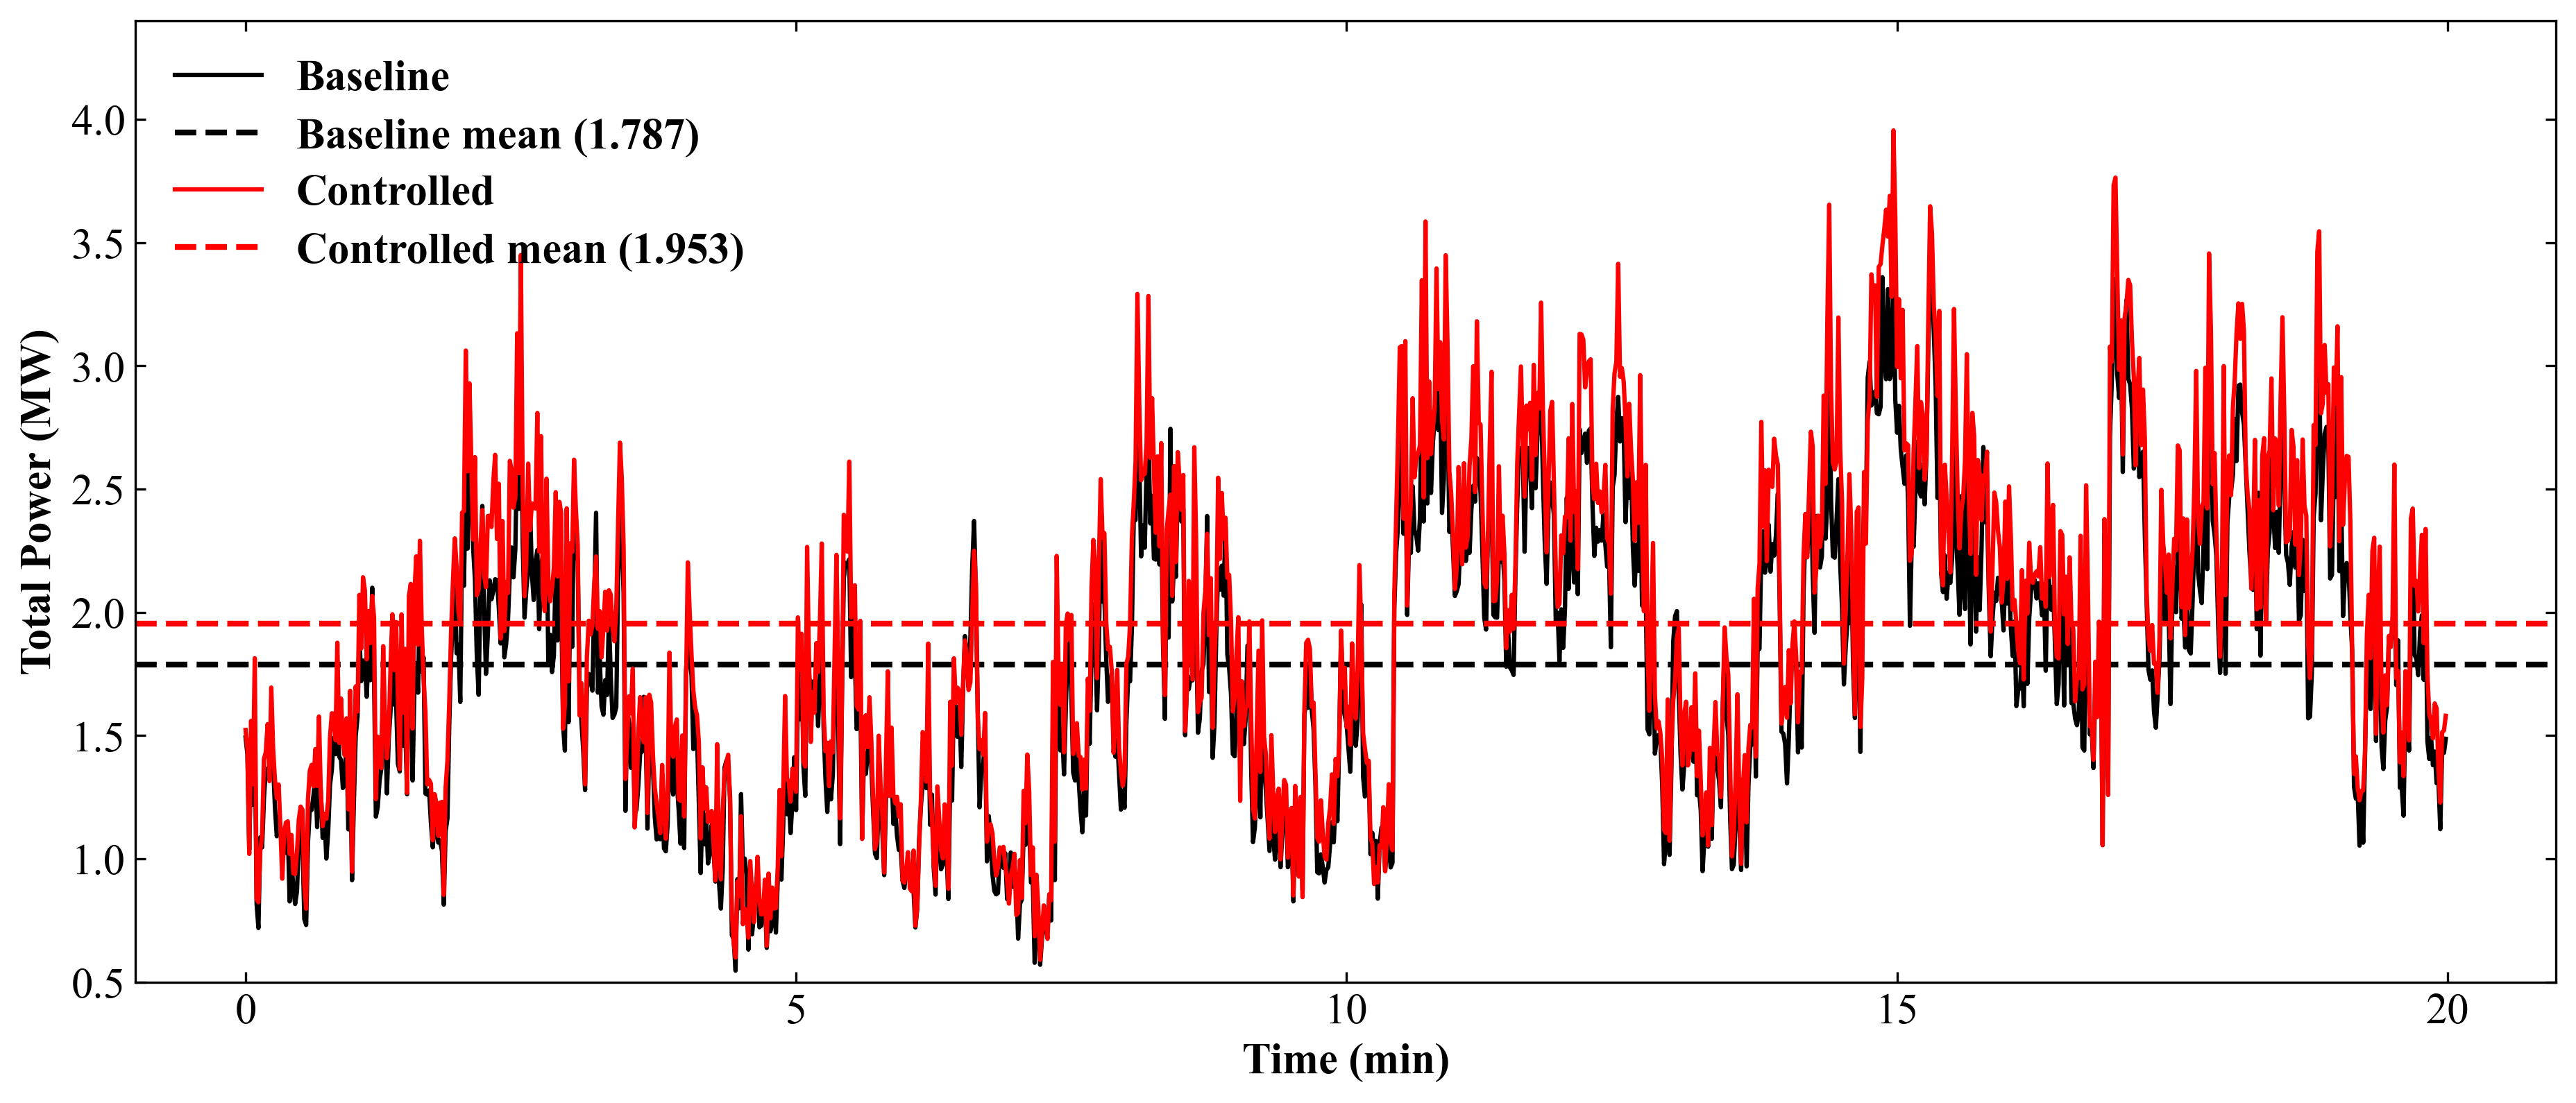 Baseline
Baseline mean (1.787)
Controlled
Controlled mean (1.953)
Total Power (MW)
4.0
3.5
3.0
2.5
2.0
1.5
1.0
0.5
0 5 10 15 20
Time (min)